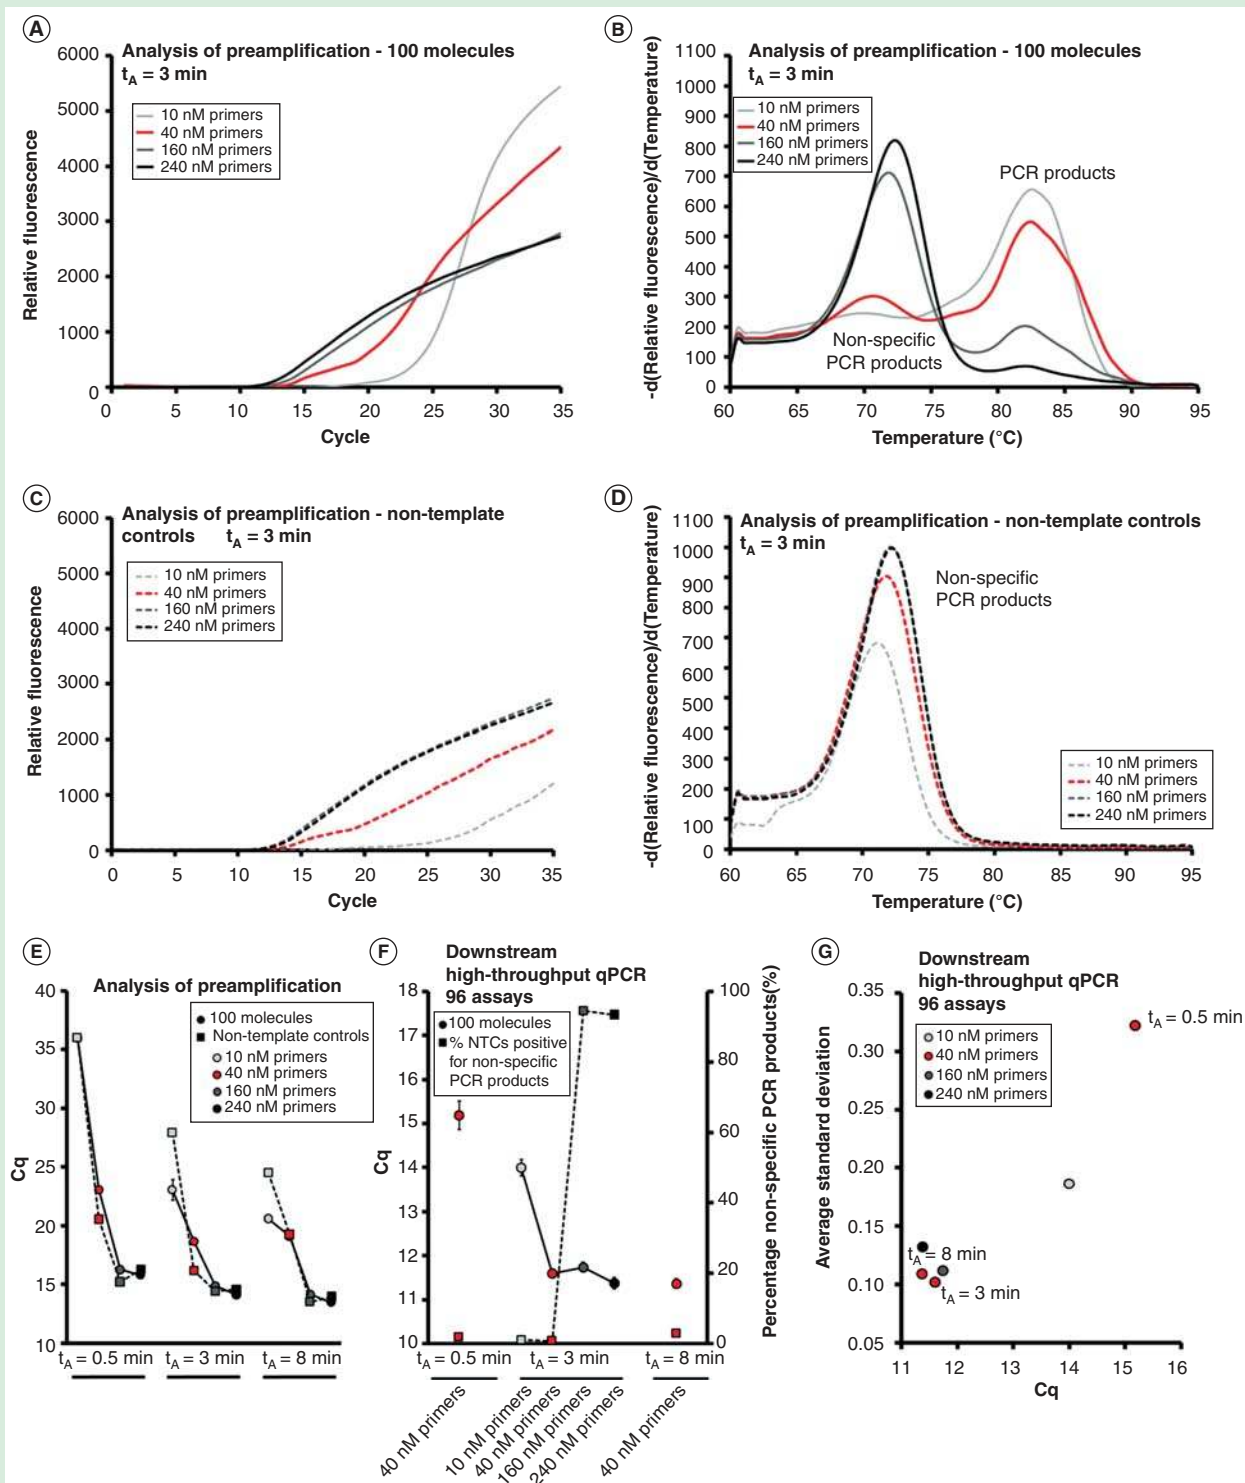 A
Analysis of preamplification - 100 molecules
tA = 3 min
10 nM primers
40 nM primers
160 nM primers
240 nM primers
Relative fluorescence
6000
5000
4000
3000
2000
1000
0
0 5 10 15 20 25 30 35
Cycle
B
Analysis of preamplification - 100 molecules
tA = 3 min
10 nM primers
40 nM primers
160 nM primers
240 nM primers
PCR products
Non-specific
PCR products
-d(Relative fluorescence)/d(Temperature)
1100
1000
900
800
700
600
500
400
300
200
100
0
60 65 70 75 80 85 90 95
Temperature (°C)
C
Analysis of preamplification - non-template
controls tA = 3 min
10 nM primers
40 nM primers
160 nM primers
240 nM primers
Relative fluorescence
6000
5000
4000
3000
2000
1000
0
0 5 10 15 20 25 30 35
Cycle
D
Analysis of preamplification - non-template controls
tA = 3 min
Non-specific
PCR products
10 nM primers
40 nM primers
160 nM primers
240 nM primers
-d(Relative fluorescence)/d(Temperature)
1100
1000
900
800
700
600
500
400
300
200
100
0
60 65 70 75 80 85 90 95
Temperature (°C)
E
Analysis of preamplification
100 molecules
Non-template controls
10 nM primers
40 nM primers
160 nM primers
240 nM primers
Cq
40
35
30
25
20
15
10
tA = 0.5 min tA = 3 min tA = 8 min
F
Downstream
high-throughput qPCR
96 assays
100 molecules
% NTCs positive
for non-specific
PCR products
Cq
18
17
16
15
14
13
12
11
10
100
80
60
40
20
0
Percentage non-specific PCR products(%)
tA = 0.5 min tA = 3 min tA = 8 min
40 nM primers
10 nM primers
40 nM primers
160 nM primers
240 nM primers
40 nM primers
G
Downstream
high-throughput qPCR
96 assays
10 nM primers
40 nM primers
160 nM primers
240 nM primers
Average standard deviation
0.35
0.30
0.25
0.20
0.15
0.10
0.05
tA = 0.5 min
tA = 8 min
tA = 3 min
11 12 13 14 15 16
Cq